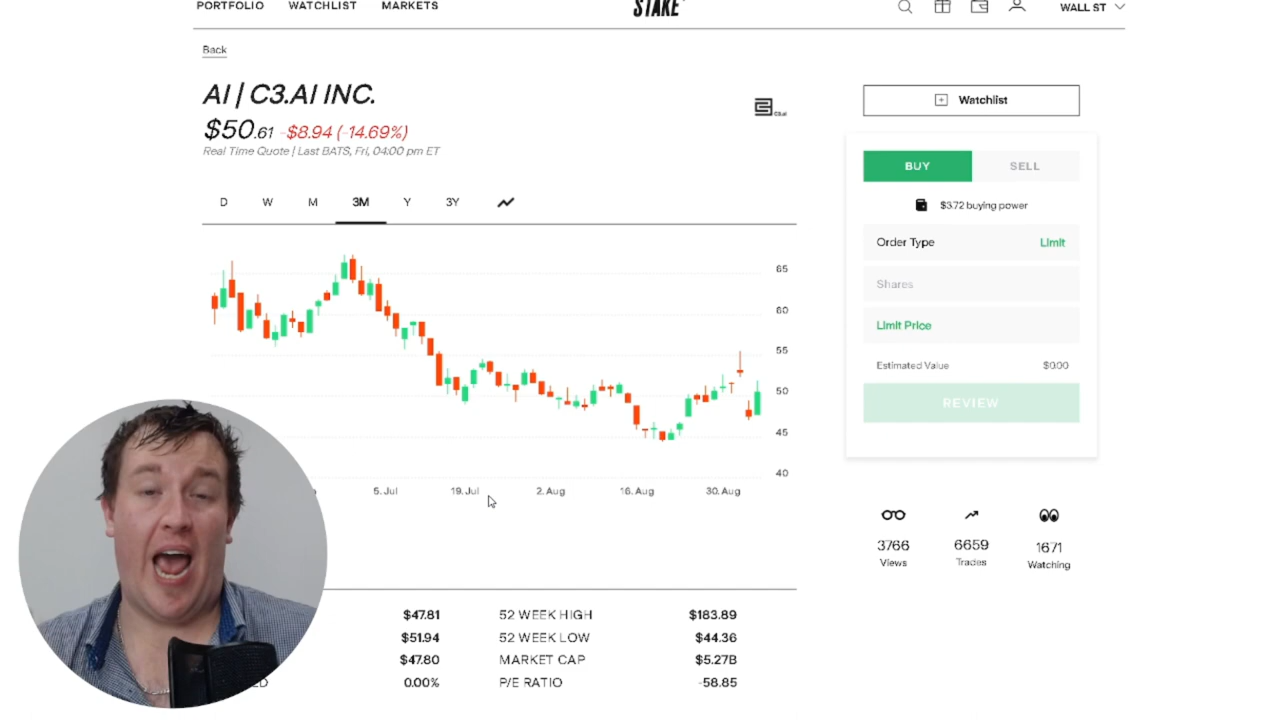 PORTFOLIO WATCHLIST MARKETS STAKE WALL ST
Back
AI | C3.AI INC.
$50.61 -$8.94 (-14.69%)
Real Time Quote | Last BATS, Fri, 04:00 pm ET
D W M 3M Y 3Y
65
60
55
50
45
40
5. Jul 19. Jul 2. Aug 16. Aug 30. Aug
$47.81 52 WEEK HIGH $183.89
$51.94 52 WEEK LOW $44.36
$47.80 MARKET CAP $5.27B
0.00% P/E RATIO -58.85
Watchlist
BUY SELL
$3.72 buying power
Order Type Limit
Shares
Limit Price
Estimated Value $0.00
REVIEW
3766 6659 1671
Views Trades Watching